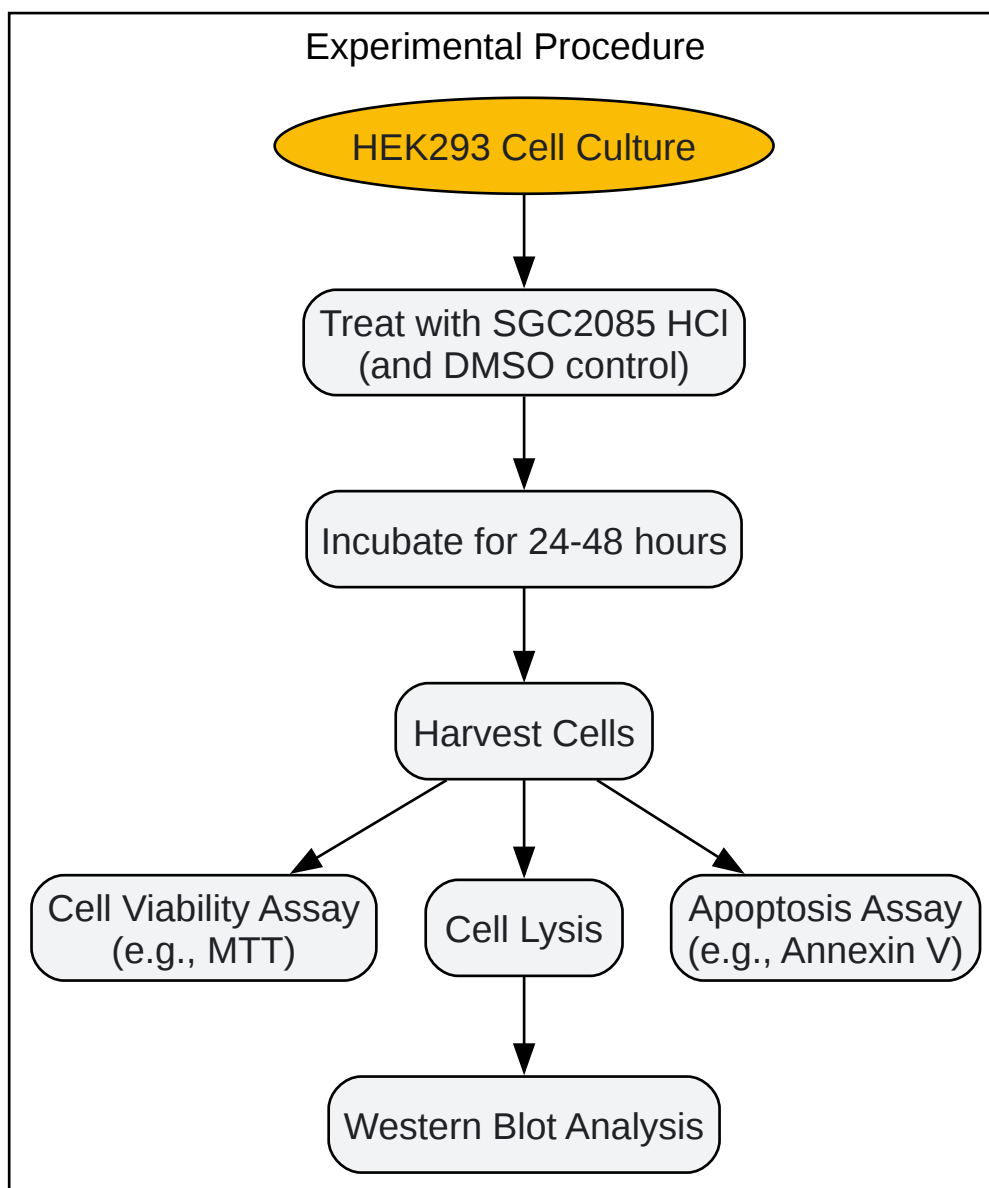 Experimental Procedure
HEK293 Cell Culture
Treat with SGC2085 HCl
(and DMSO control)
Incubate for 24-48 hours
Harvest Cells
Cell Viability Assay
(e.g., MTT)
Cell Lysis
Apoptosis Assay
(e.g., Annexin V)
Western Blot Analysis